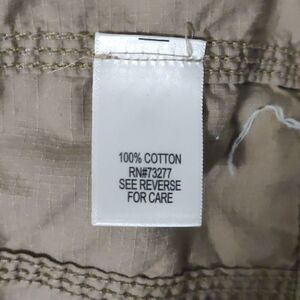 100% COTTON
RN#73277
SEE REVERSE
FOR CARE